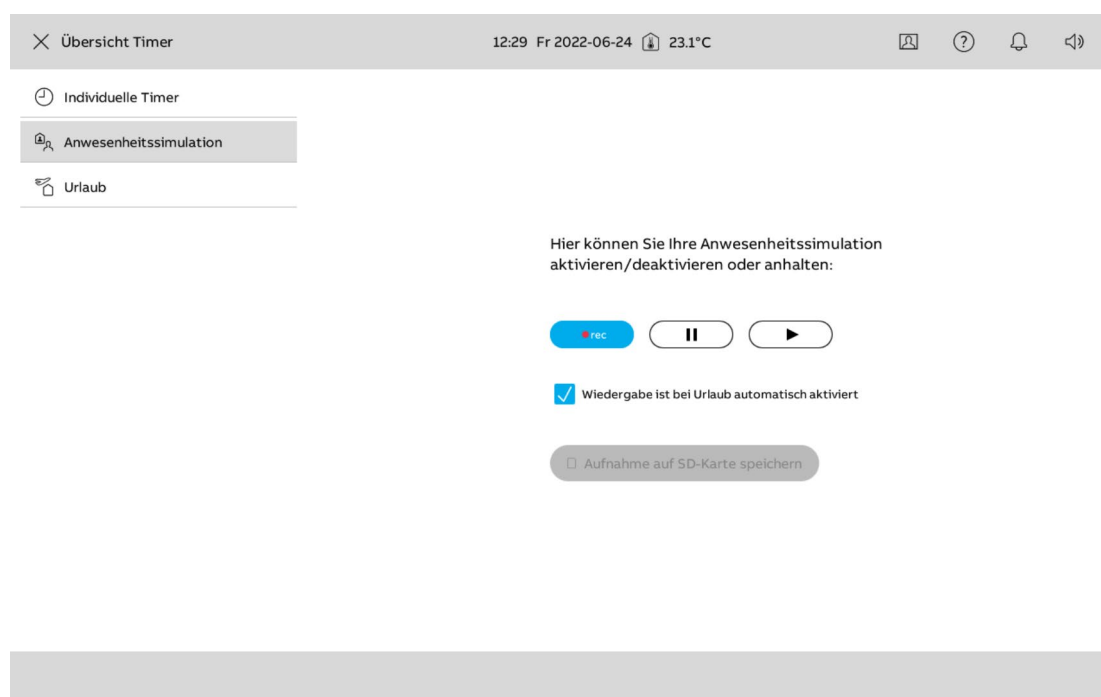 Übersicht Timer
12:29 Fr 2022-06-24 23.1°C
Individuelle Timer
Anwesenheitssimulation
Urlaub
Hier können Sie Ihre Anwesenheitssimulation
aktivieren/deaktivieren oder anhalten:
rec
Wiedergabe ist bei Urlaub automatisch aktiviert
Aufnahme auf SD-Karte speichern